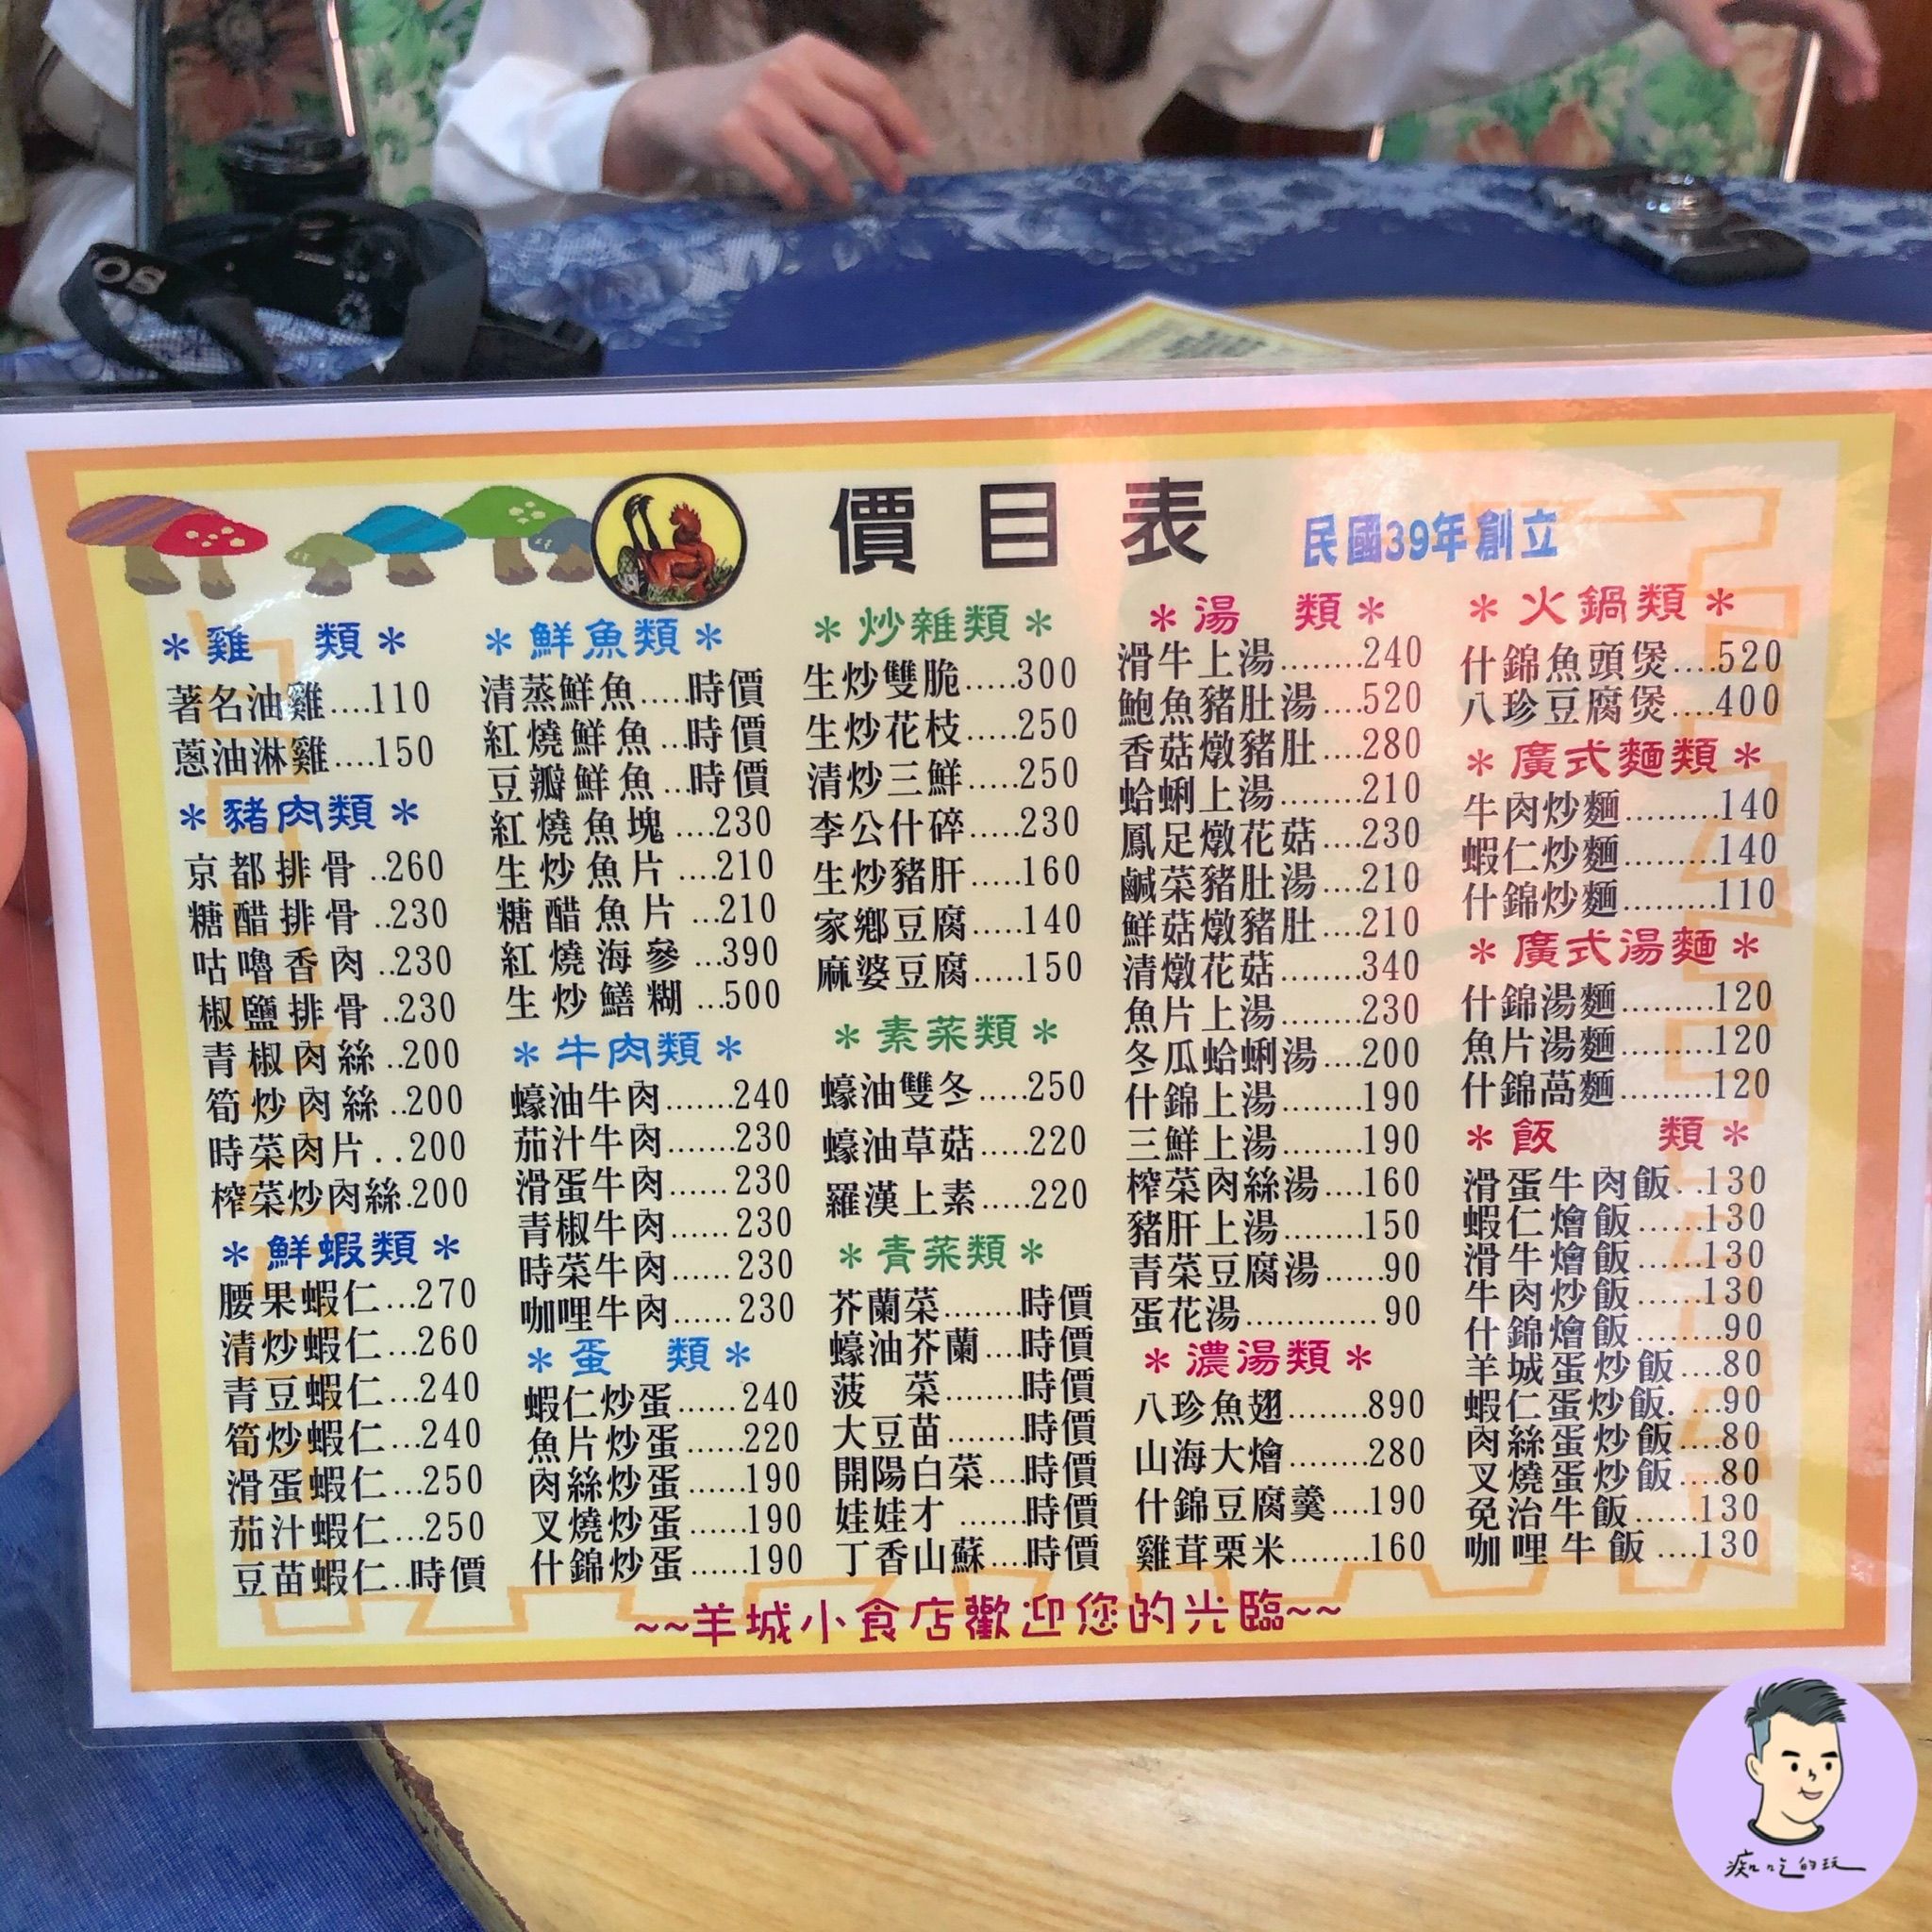 OS
價目表
民國39年創立
＊雞 類＊
著名油雞....110
蔥油淋雞....150
＊豬肉類＊
京都排骨..260
糖醋排骨..230
咕嚕香肉..230
椒鹽排骨..230
青椒肉絲..200
筍炒肉絲..200
時菜肉片..200
榨菜炒肉絲.200
＊鮮蝦類＊
腰果蝦仁...270
清炒蝦仁...260
青豆蝦仁...240
筍炒蝦仁...240
滑蛋蝦仁...250
茄汁蝦仁...250
豆苗蝦仁..時價
＊鮮魚類＊
清蒸鮮魚.....時價
紅燒鮮魚...時價
豆瓣鮮魚...時價
紅燒魚塊....230
生炒魚片....210
糖醋魚片...210
紅燒海參...390
生炒鱔糊...500
＊牛肉類＊
蠔油牛肉.......240
茄汁牛肉.......230
滑蛋牛肉......230
青椒牛肉......230
時菜牛肉......230
咖哩牛肉......230
＊蛋 類＊
蝦仁炒蛋......240
魚片炒蛋......220
肉絲炒蛋......190
叉燒炒蛋......190
什錦炒蛋......190
＊炒雜類＊
生炒雙脆.....300
生炒花枝.....250
清炒三鮮.....250
李公什碎.....230
生炒豬肝.....160
家鄉豆腐.....140
麻婆豆腐.....150
＊素菜類＊
蠔油雙冬.....250
蠔油草菇.....220
羅漢上素.....220
＊青菜類＊
芥蘭菜........時價
蠔油芥蘭....時價
菠 菜........時價
大豆苗........時價
開陽白菜....時價
娃娃才.......時價
丁香山蘇....時價
＊湯 類＊
滑牛上湯........240
鮑魚豬肚湯....520
香菇燉豬肚....280
蛤蜊上湯........210
鳳足燉花菇....230
鹹菜豬肚湯....210
鮮菇燉豬肚....210
清燉花菇........340
魚片上湯........230
冬瓜蛤蜊湯....200
什錦上湯........190
三鮮上湯........190
榨菜肉絲湯....160
豬肝上湯........150
青菜豆腐湯......90
蛋花湯.............90
＊濃湯類＊
八珍魚翅........890
山海大燴........280
什錦豆腐羹....190
雞茸栗米........160
＊火鍋類＊
什錦魚頭煲....520
八珍豆腐煲....400
＊廣式麵類＊
牛肉炒麵.........140
蝦仁炒麵.........140
什錦炒麵.........110
＊廣式湯麵＊
什錦湯麵.........120
魚片湯麵.........120
什錦萵麵.........120
＊飯 類＊
滑蛋牛肉飯..130
蝦仁燴飯......130
滑牛燴飯......130
牛肉炒飯......130
什錦燴飯........90
羊城蛋炒飯....80
蝦仁蛋炒飯. ...90
肉絲蛋炒飯....80
叉燒蛋炒飯....80
免治牛飯......130
咖哩牛飯....130
~~羊城小食店歡迎您的光臨~~
痴吃的玩